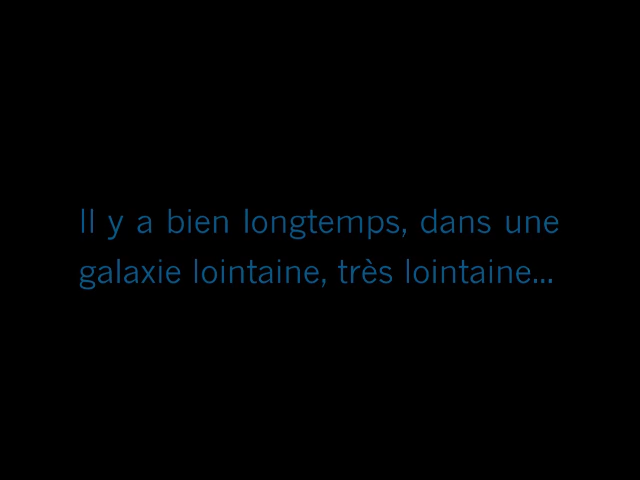 Il y a bien longtemps, dans une
galaxie lointaine, très lointaine...